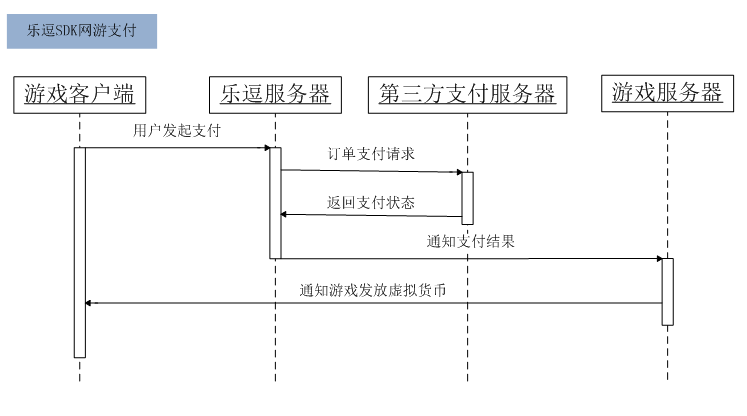 乐逗SDK网游支付
游戏客户端
乐逗服务器
第三方支付服务器
游戏服务器
用户发起支付
订单支付请求
返回支付状态
通知支付结果
通知游戏发放虚拟货币